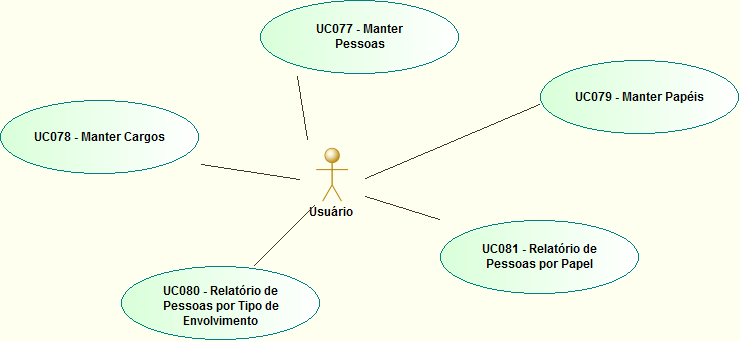 UC077 - Manter
Pessoas
UC079 - Manter Papéis
UC078 - Manter Cargos
Usuário
UC081 - Relatório de
Pessoas por Papel
UC080 - Relatório de
Pessoas por Tipo de
Envolvimento